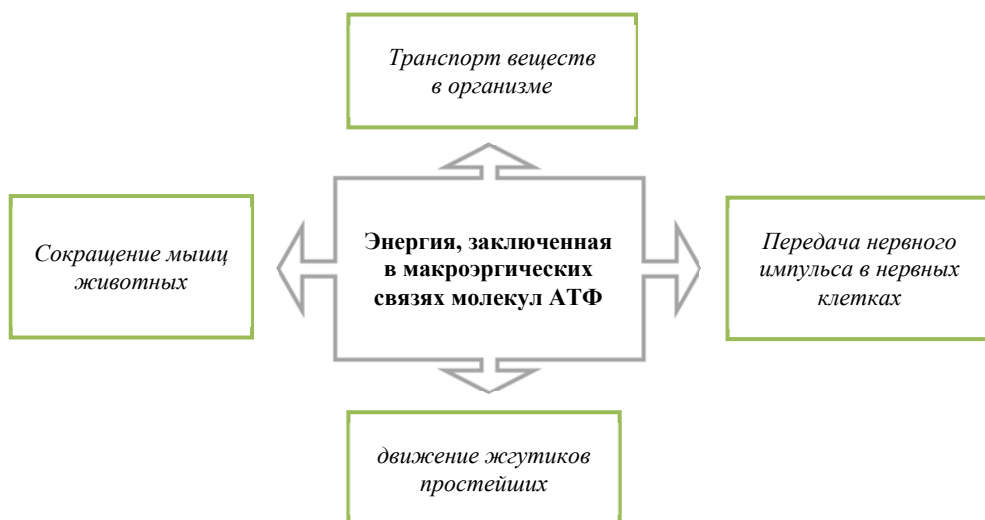 Транспорт веществ
в организме
Сокращение мышц
животных
Энергия, заключенная
в макроэргических
связях молекул АТФ
Передача нервного
импульса в нервных
клетках
движение жгутиков
простейших